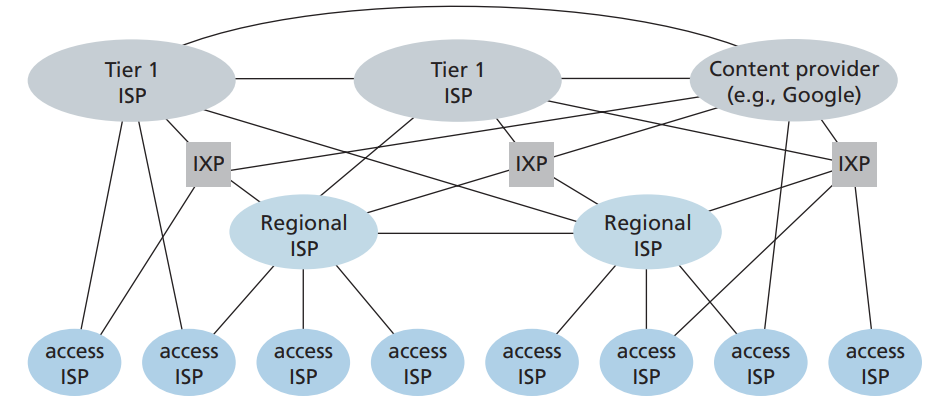 Tier 1
ISP
Tier 1
ISP
Content provider
(e.g., Google)
IXP
IXP
IXP
Regional
ISP
Regional
ISP
access
ISP
access
ISP
access
ISP
access
ISP
access
ISP
access
ISP
access
ISP
access
ISP